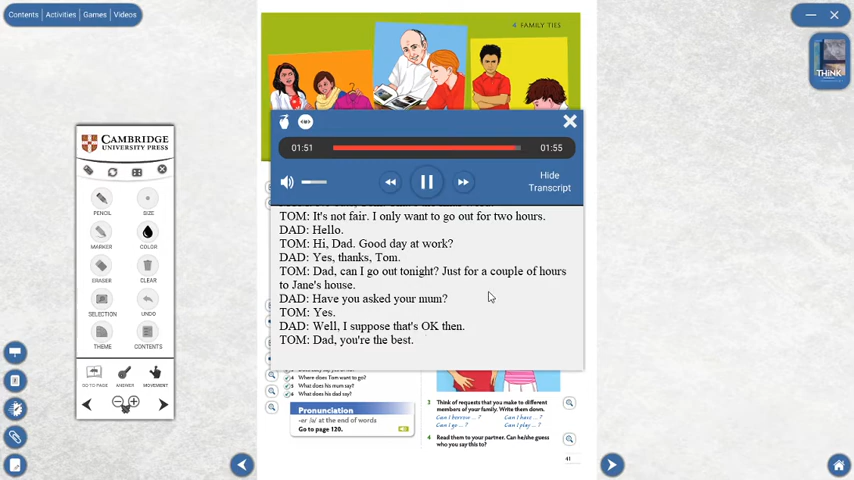 Contents
Activities
Games
Videos
4 FAMILY TIES
THiNK
CAMBRIDGE
UNIVERSITY PRESS
01:51
01:55
Hide
Transcript
TOM: It's not fair. I only want to go out for two hours.
DAD: Hello.
TOM: Hi, Dad. Good day at work?
DAD: Yes, thanks, Tom.
TOM: Dad, can I go out tonight? Just for a couple of hours
to Jane's house.
DAD: Have you asked your mum?
TOM: Yes.
DAD: Well, I suppose that's OK then.
TOM: Dad, you're the best.
PENCIL
SIZE
MARKER
COLOR
ERASER
CLEAR
SELECTION
UNDO
THEME
CONTENTS
GO TO PAGE
ANSWER
MOVEMENT
4 Where does Tom want to go?
5 What does his mum say?
6 What does his dad say?
Pronunciation
-er /ə/ at the end of words
Go to page 120.
3 Think of requests that you make to different
members of your family. Write them down.
Can I borrow ... ? Can I have ... ?
Can I go ... ? Can I play ... ?
4 Read them to your partner. Can he/she guess
who you say this to?
41